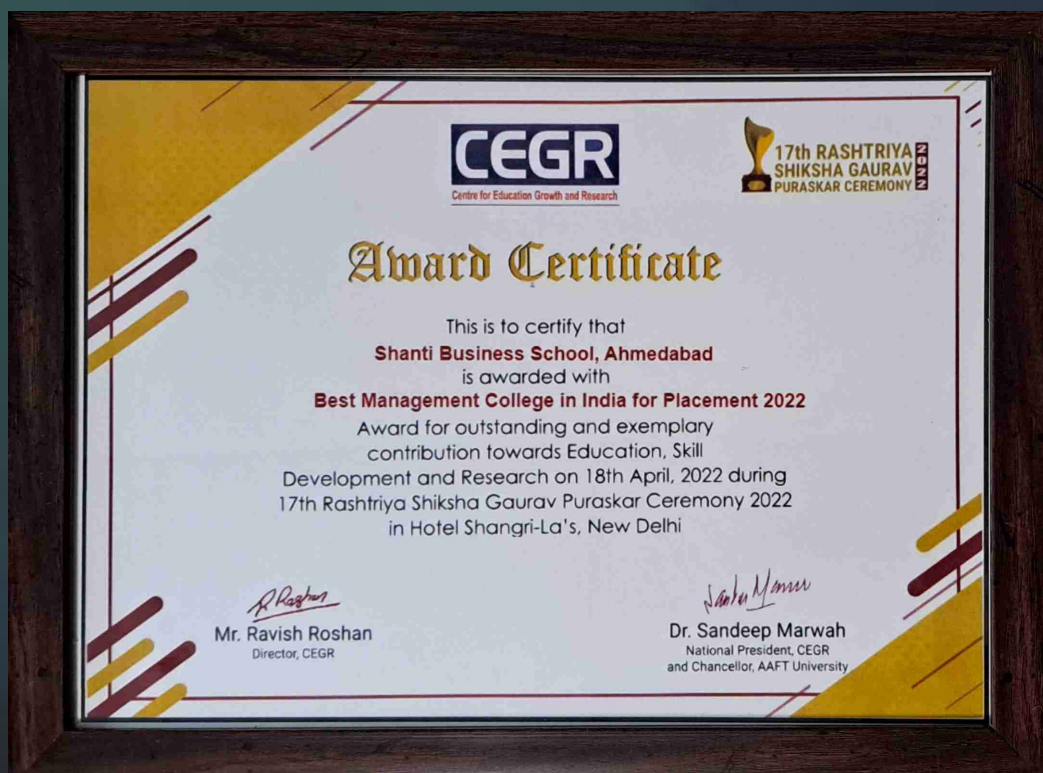 CEGR
Centre for Education Growth and Research
17th RASHTRIYA
SHIKSHA GAURAV
PURASKAR CEREMONY
2022
Award Certificate
This is to certify that
Shanti Business School, Ahmedabad
is awarded with
Best Management College in India for Placement 2022
Award for outstanding and exemplary
contribution towards Education, Skill
Development and Research on 18th April, 2022 during
17th Rashtriya Shiksha Gaurav Puraskar Ceremony 2022
in Hotel Shangri-La's, New Delhi
Mr. Ravish Roshan
Director, CEGR
Dr. Sandeep Marwah
National President, CEGR
and Chancellor, AAFT University